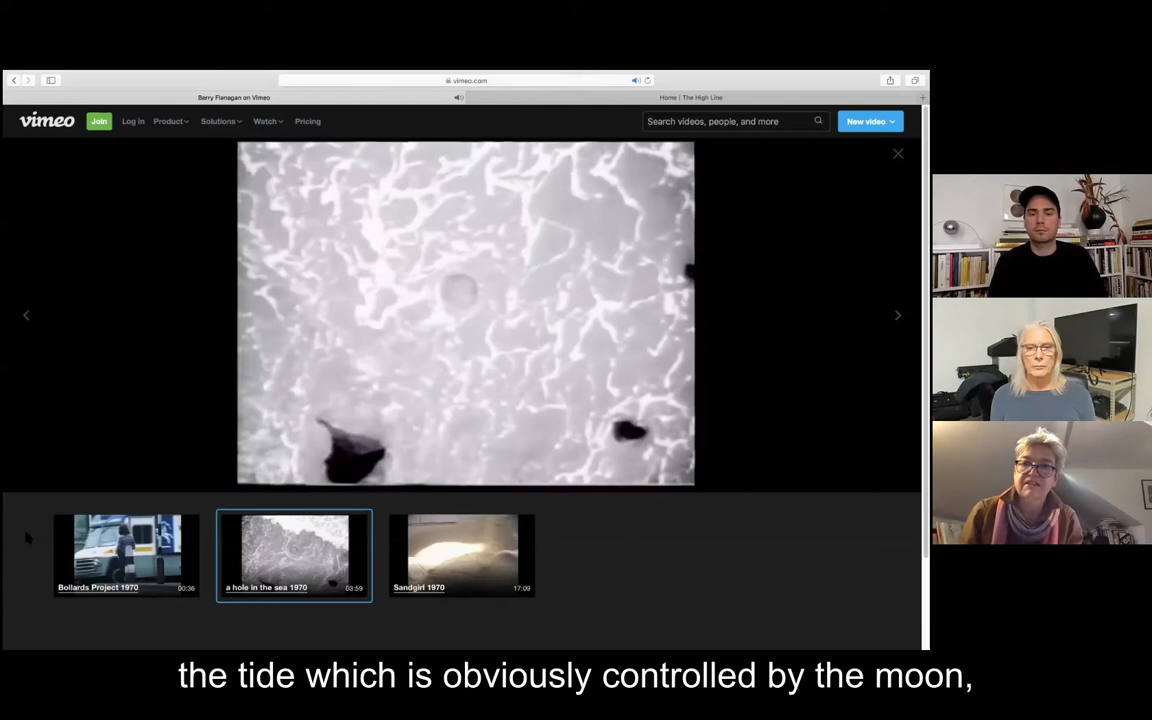 vimeo.com
Barry Flanagan on Vimeo
Home | The High Line
vimeo Join Log in Product Solutions Watch Pricing Search videos, people, and more New video
Bollards Project 1970 00:36
a hole in the sea 1970 03:59
Sandgirl 1970 17:09
the tide which is obviously controlled by the moon,